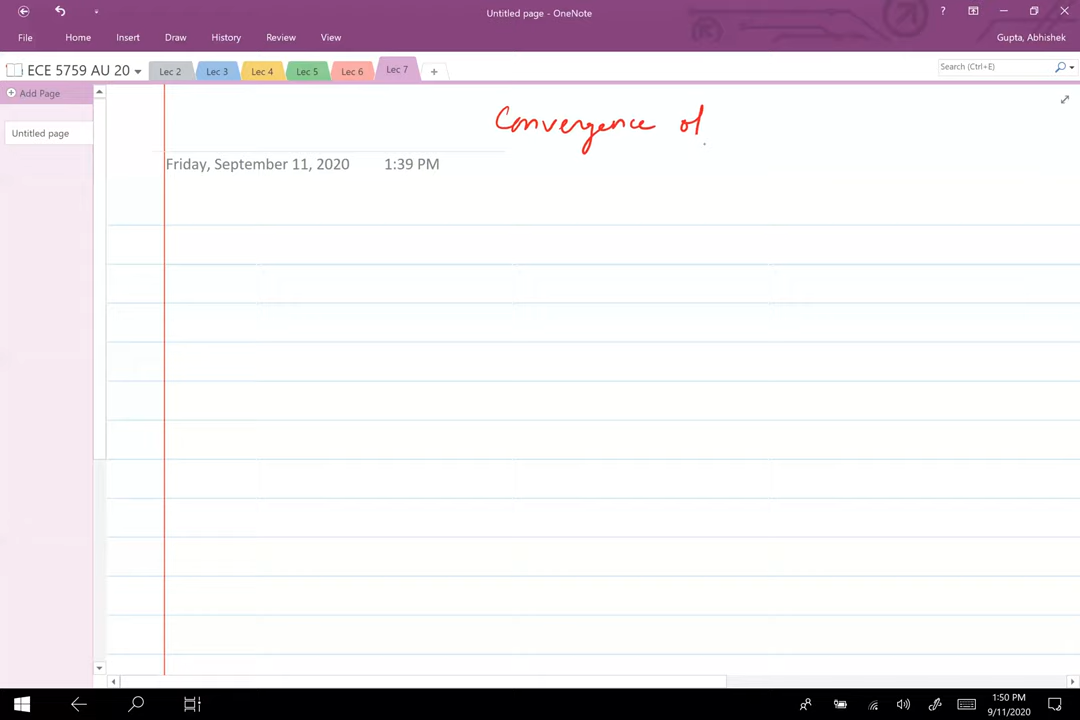 Untitled page - OneNote
?
File Home Insert Draw History Review View
Gupta, Abhishek
ECE 5759 AU 20 Lec 2 Lec 3 Lec 4 Lec 5 Lec 6 Lec 7 +
Search (Ctrl+E)
Add Page
Untitled page
Convergence of
Friday, September 11, 2020 1:39 PM
1:50 PM
9/11/2020